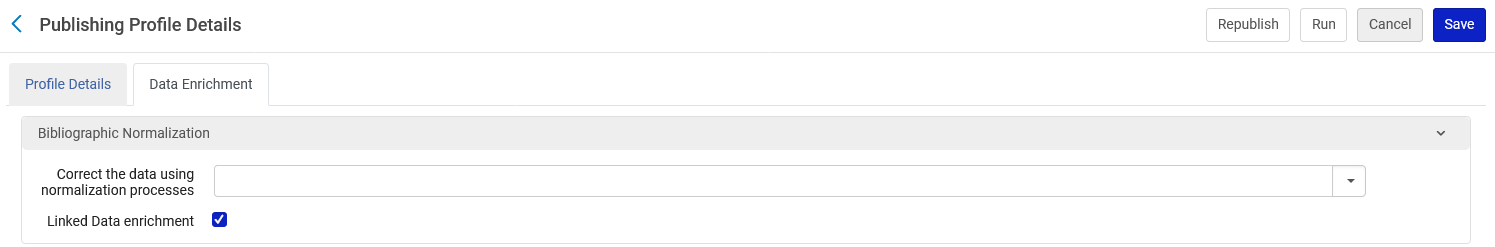 Publishing Profile Details
Republish
Run
Cancel
Save
Profile Details
Data Enrichment
Bibliographic Normalization
Correct the data using
normalization processes
Linked Data enrichment